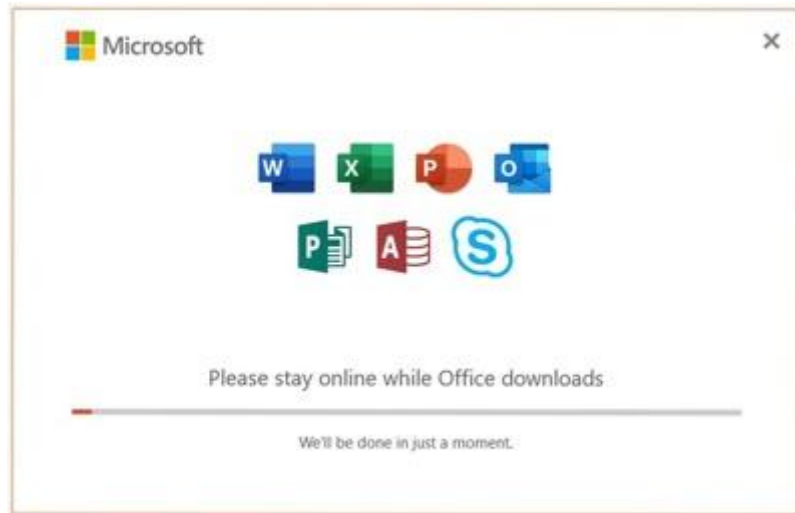 Microsoft
W X P O
P A S
Please stay online while Office downloads
We'll be done in just a moment.